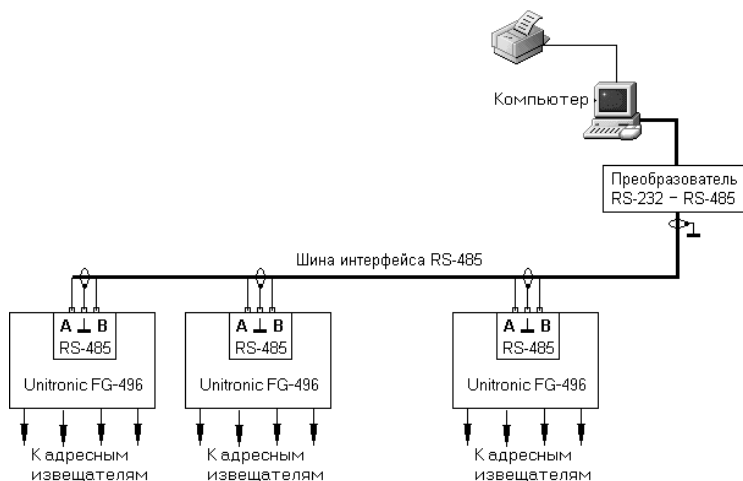 Компьютер
Преобразователь
RS-232 – RS-485
Шина интерфейса RS-485
A B
RS-485
Unitronic FG-496
К адресным
извещателям
A B
RS-485
Unitronic FG-496
К адресным
извещателям
A B
RS-485
Unitronic FG-496
К адресным
извещателям